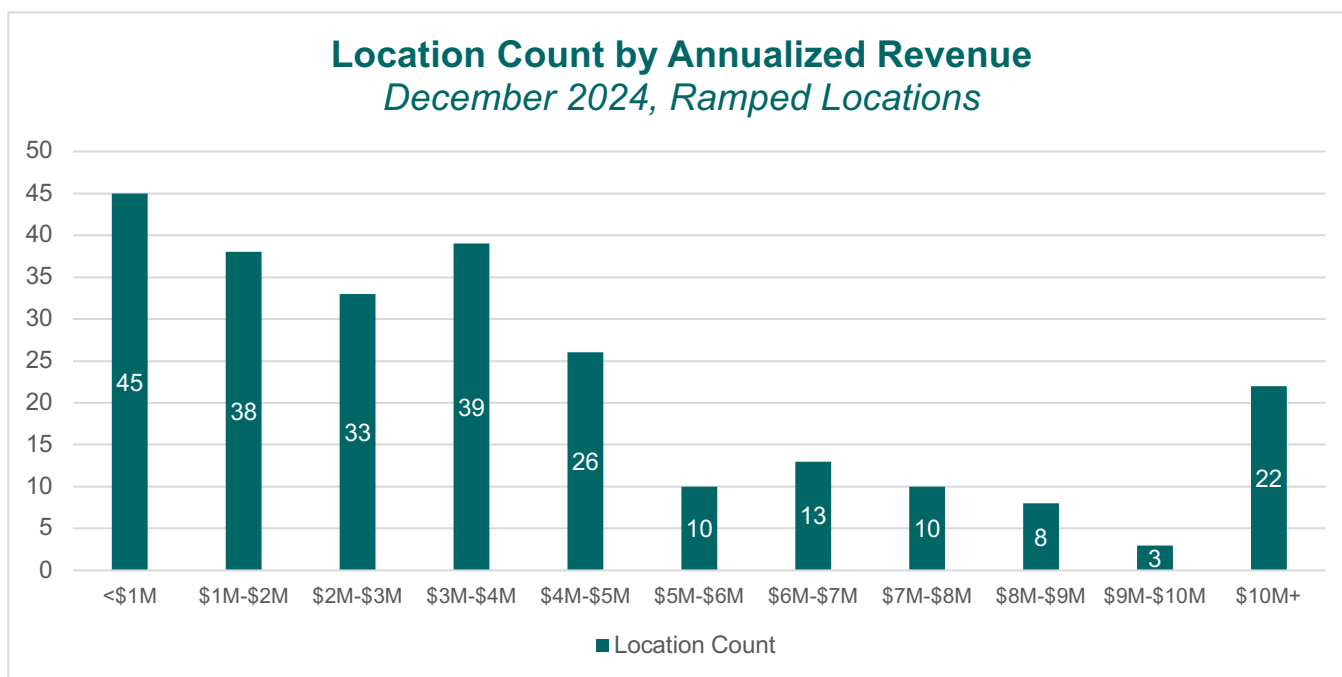 Location Count by Annualized Revenue
December 2024, Ramped Locations
50
45
40
35
30
25
20
15
10
5
0
45
38
33
39
26
10
13
10
8
3
22
<$1M
$1M-$2M
$2M-$3M
$3M-$4M
$4M-$5M
$5M-$6M
$6M-$7M
$7M-$8M
$8M-$9M
$9M-$10M
$10M+
Location Count